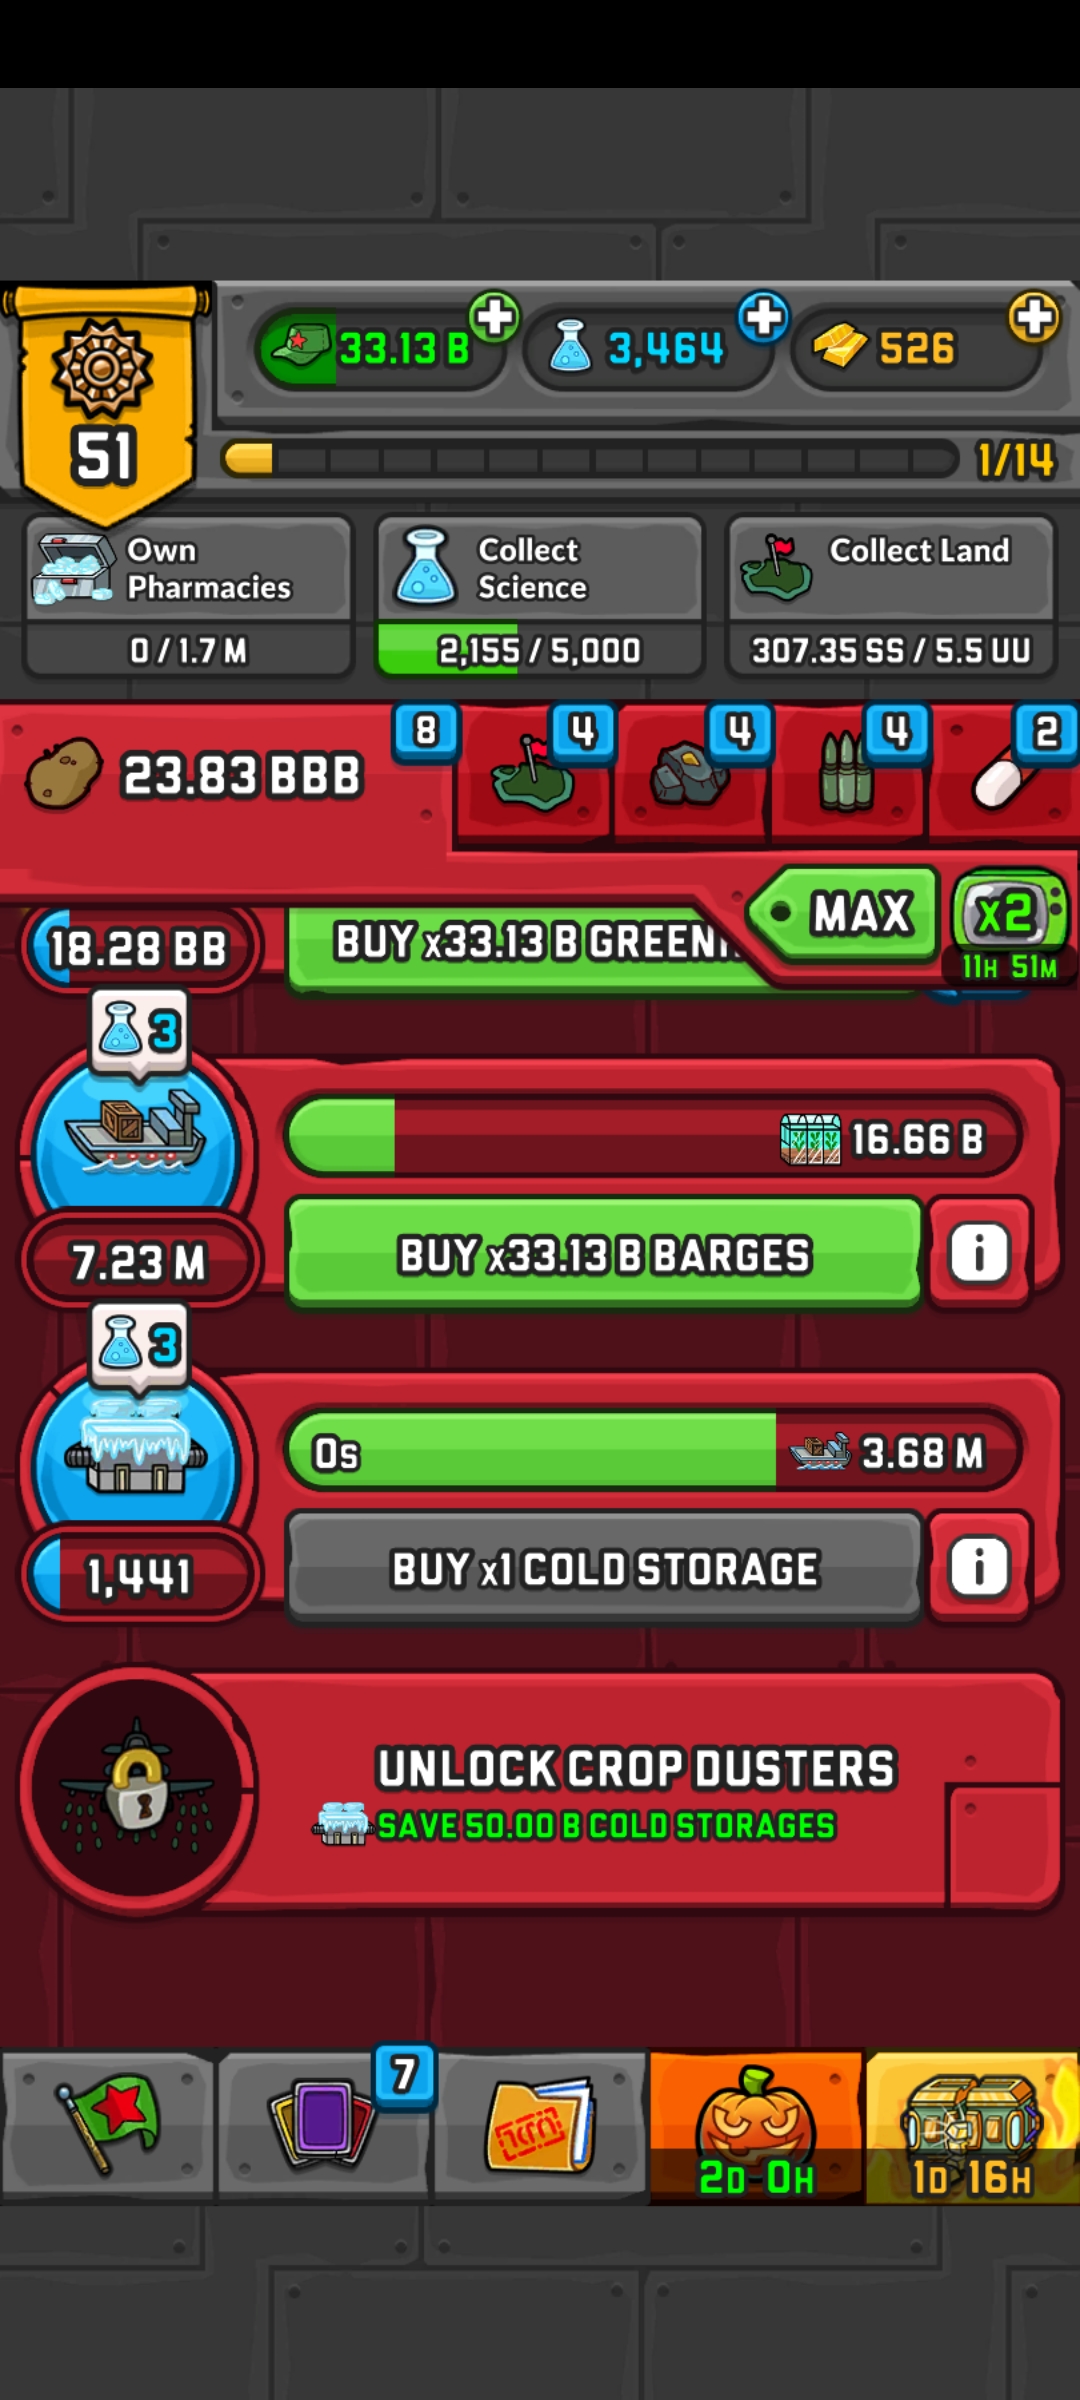 33.13 B
3,464
526
51
1/14
Own
Pharmacies
0 / 1.7 M
Collect
Science
2,155 / 5,000
Collect Land
307.35 SS / 5.5 UU
23.83 BBB
8
4
4
4
2
MAX
x2
11H 51M
18.28 BB
BUY x33.13 B GREENH...
3
16.66 B
7.23 M
BUY x33.13 B BARGES
i
3
0s
3.68 M
1,441
BUY x1 COLD STORAGE
i
UNLOCK CROP DUSTERS
SAVE 50.00 B COLD STORAGES
7
2D 0H
1D 16H